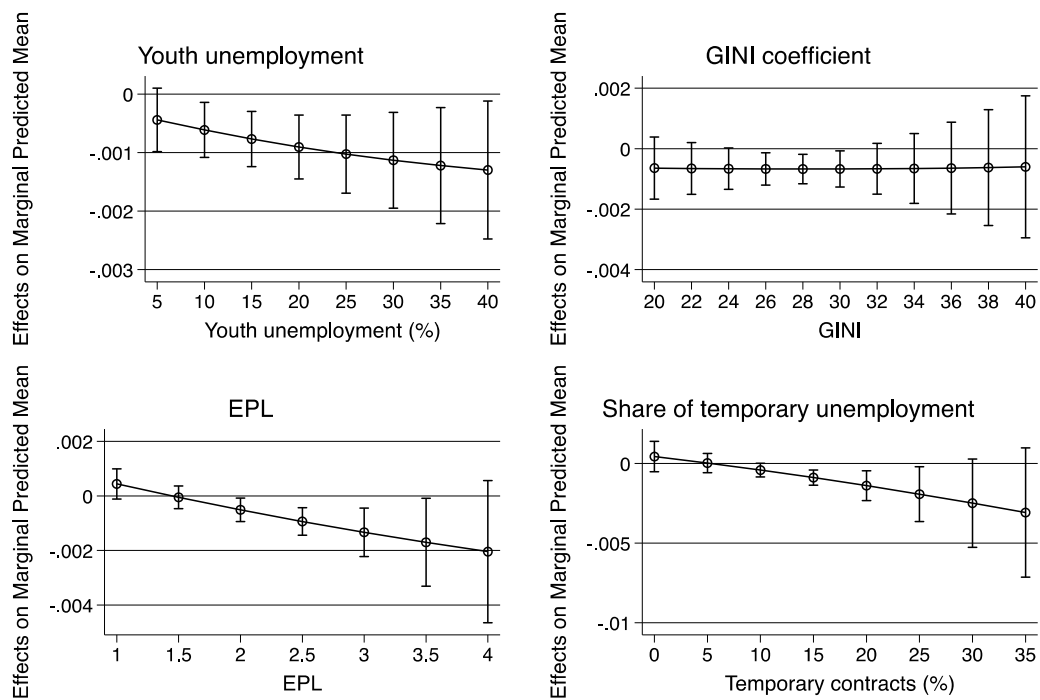 Youth unemployment
Effects on Marginal Predicted Mean
0
-.001
-.002
-.003
5 10 15 20 25 30 35 40
Youth unemployment (%)
GINI coefficient
Effects on Marginal Predicted Mean
.002
0
-.002
-.004
20 22 24 26 28 30 32 34 36 38 40
GINI
EPL
Effects on Marginal Predicted Mean
.002
0
-.002
-.004
1 1.5 2 2.5 3 3.5 4
EPL
Share of temporary unemployment
Effects on Marginal Predicted Mean
0
-.005
-.01
0 5 10 15 20 25 30 35
Temporary contracts (%)